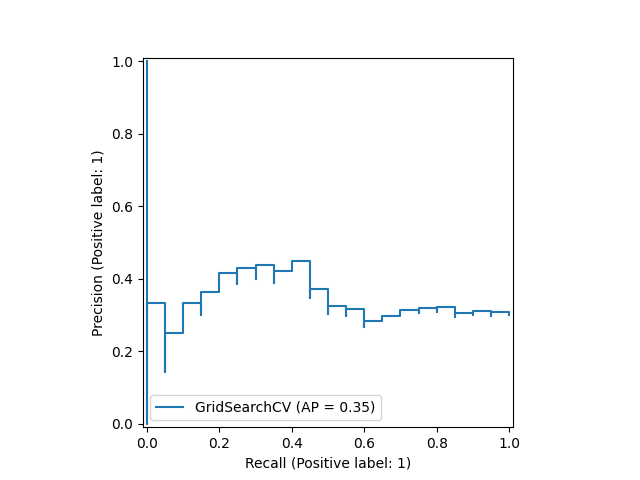 1.0
0.8
0.6
0.4
0.2
0.0
Precision (Positive label: 1)
GridSearchCV (AP = 0.35)
0.0 0.2 0.4 0.6 0.8 1.0
Recall (Positive label: 1)